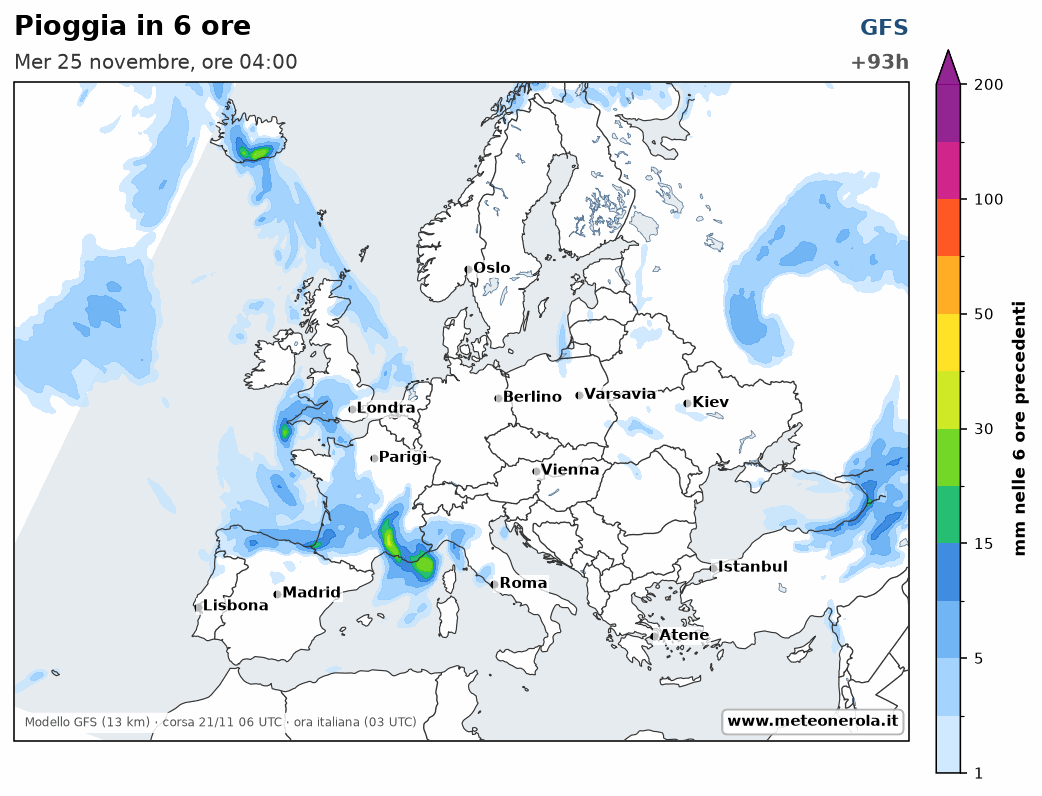 Pioggia in 6 ore
GFS
Mer 25 novembre, ore 04:00
+93h
200
100
50
30
15
5
1
mm nelle 6 ore precedenti
Oslo
Berlino
Varsavia
Kiev
Londra
Parigi
Vienna
Istanbul
Roma
Madrid
Lisbona
Atene
Modello GFS (13 km) · corsa 21/11 06 UTC · ora italiana (03 UTC)
www.meteonerola.it